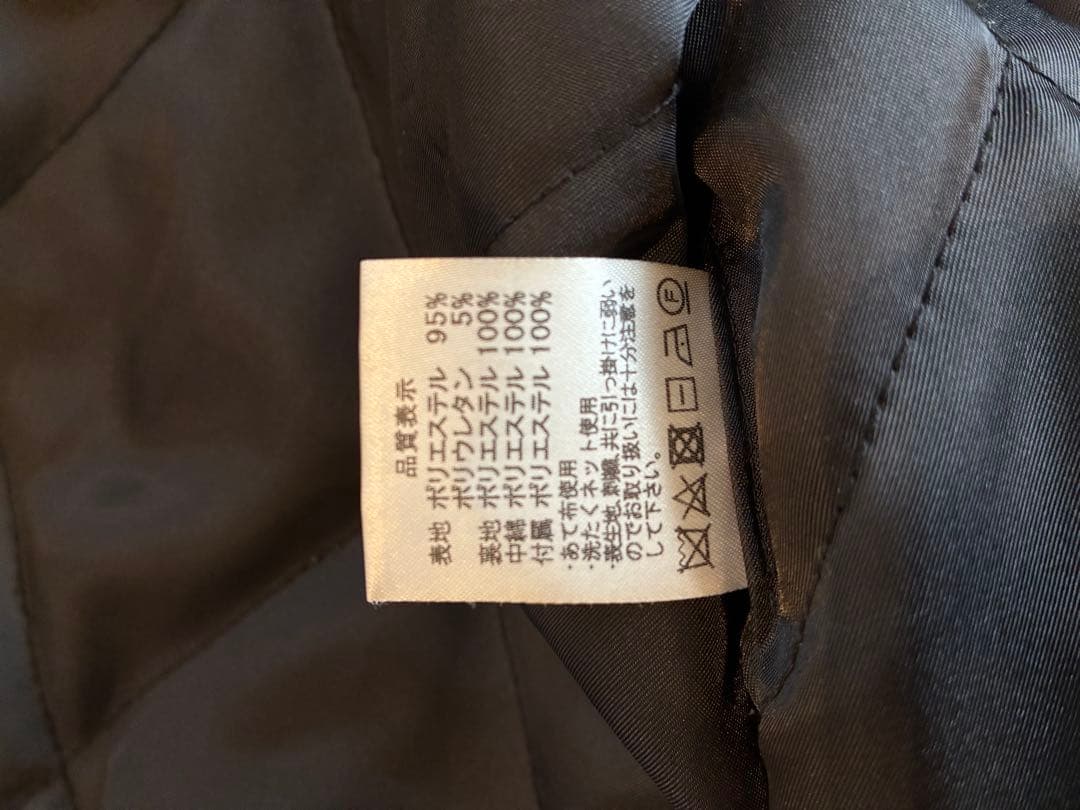 品質表示
表地 ポリエステル 95%
ポリウレタン 5%
裏地 ポリエステル 100%
中綿 ポリエステル 100%
付属 ポリエステル 100%
・あて布使用
・洗たくネット使用
・表生地、刺繍、共に引っ掛けに弱い
のでお取り扱いには十分注意を
して下さい。
F